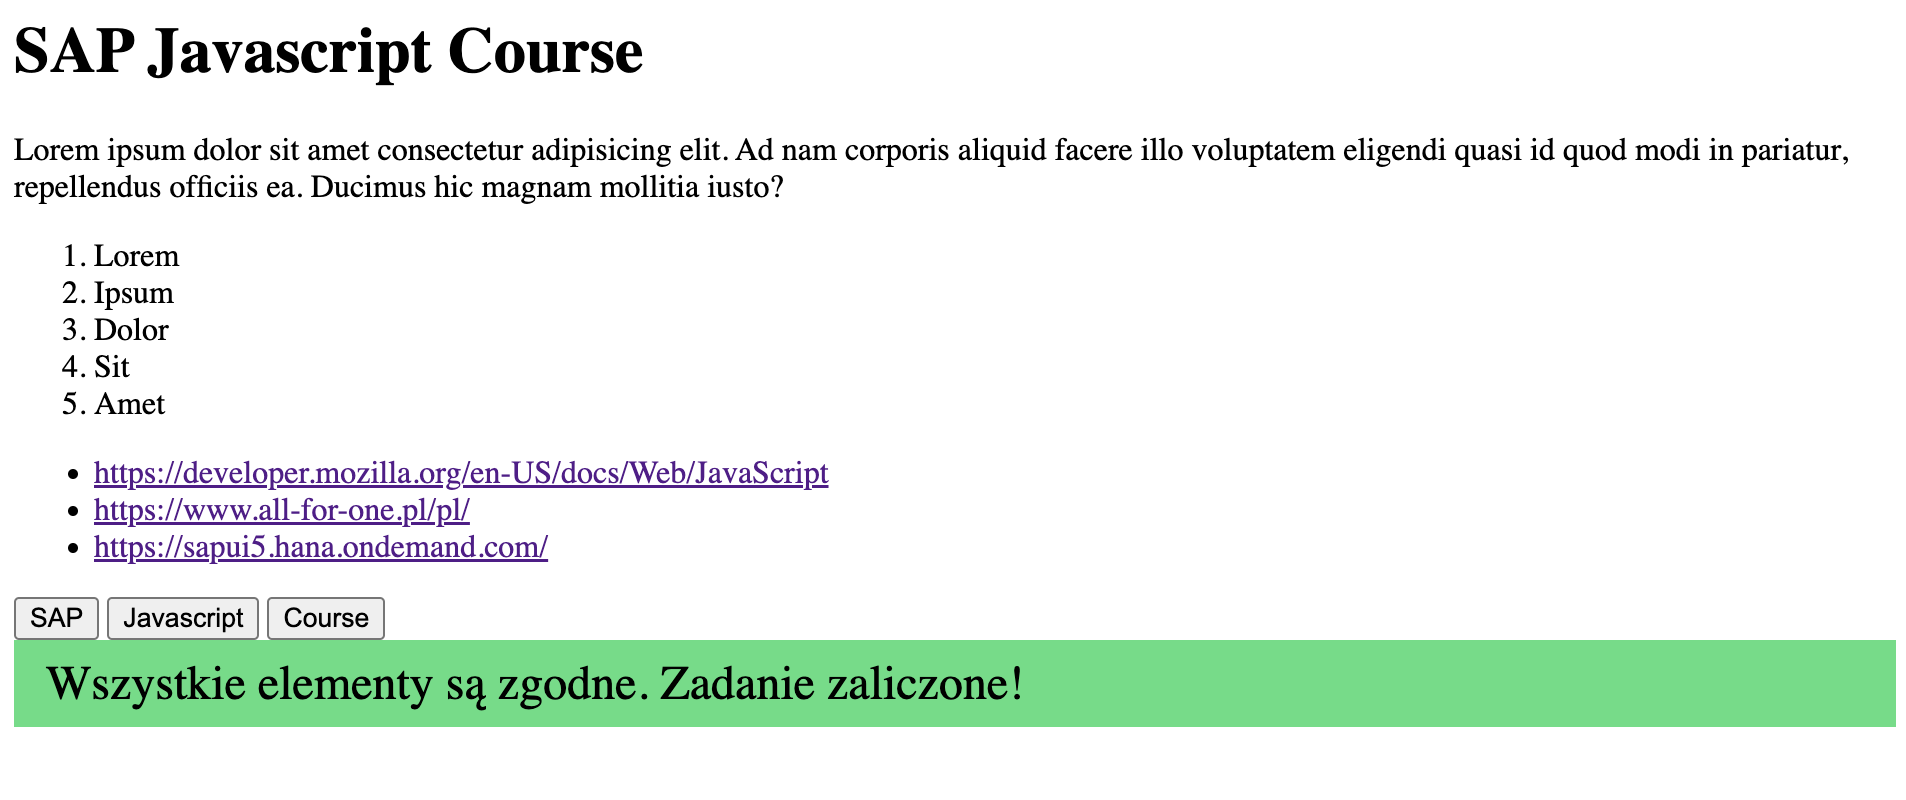 SAP Javascript Course
Lorem ipsum dolor sit amet consectetur adipisicing elit. Ad nam corporis aliquid facere illo voluptatem eligendi quasi id quod modi in pariatur,
repellendus officiis ea. Ducimus hic magnam mollitia iusto?
1. Lorem
2. Ipsum
3. Dolor
4. Sit
5. Amet
• https://developer.mozilla.org/en-US/docs/Web/JavaScript
• https://www.all-for-one.pl/pl/
• https://sapui5.hana.ondemand.com/
SAP Javascript Course
Wszystkie elementy są zgodne. Zadanie zaliczone!